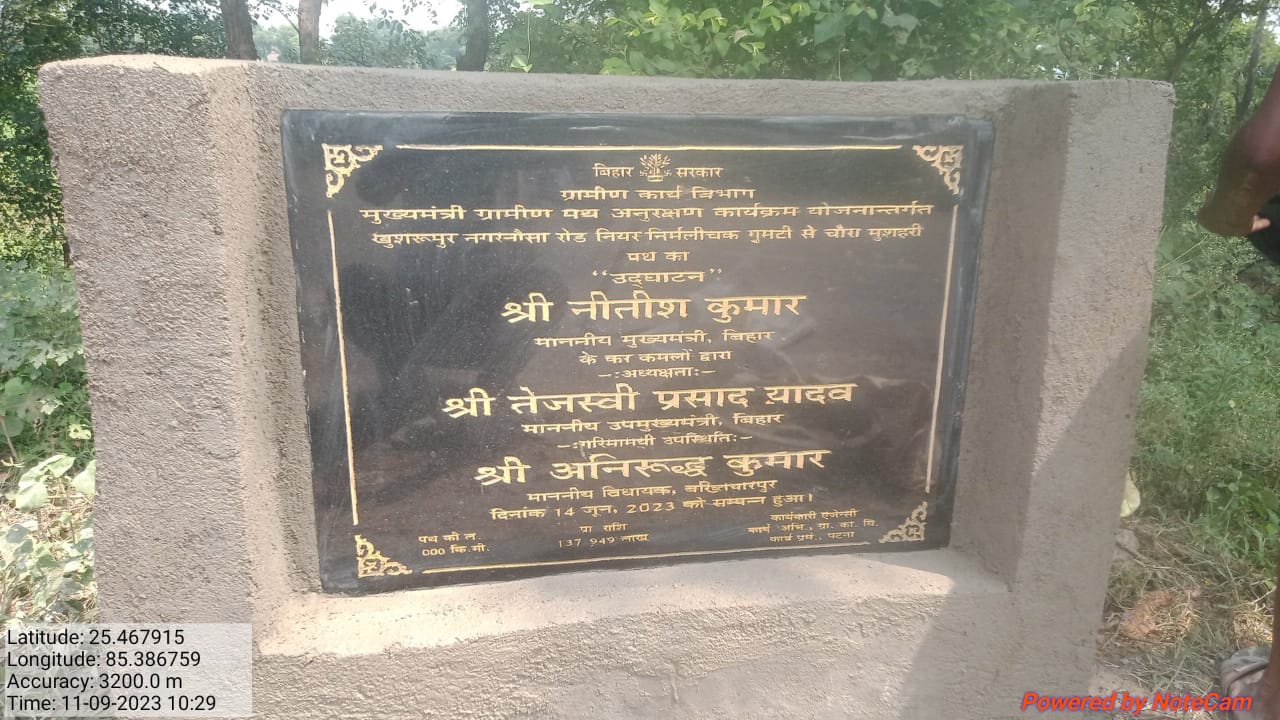 बिहार सरकार
ग्रामीण कार्य विभाग
मुख्यमंत्री ग्रामीण पथ अनुरक्षण कार्यक्रम योजनान्तर्गत
खुशरूपुर नगरनौसा रोड नियर निर्मलीचक गुमटी से चौरा मुशहरी
पथ का
“उद्घाटन”
श्री नीतीश कुमार
माननीय मुख्यमंत्री, बिहार
के कर कमलों द्वारा
-:अध्यक्षता:-
श्री तेजस्वी प्रसाद यादव
माननीय उपमुख्यमंत्री, बिहार
-:गरिमामयी उपस्थिति:-
श्री अनिरूद्ध कुमार
माननीय विधायक, बख्तियारपुर
दिनांक 14 जून, 2023 को सम्पन्न हुआ।
पथ की ल.
000 कि.मी.
प्रा राशि
137.949 लाख
कार्यकारी एजेन्सी
कार्य. अभि., ग्रा. का. वि.
कार्य प्रम., पटना
Latitude: 25.467915
Longitude: 85.386759
Accuracy: 3200.0 m
Time: 11-09-2023 10:29
Powered by NoteCam